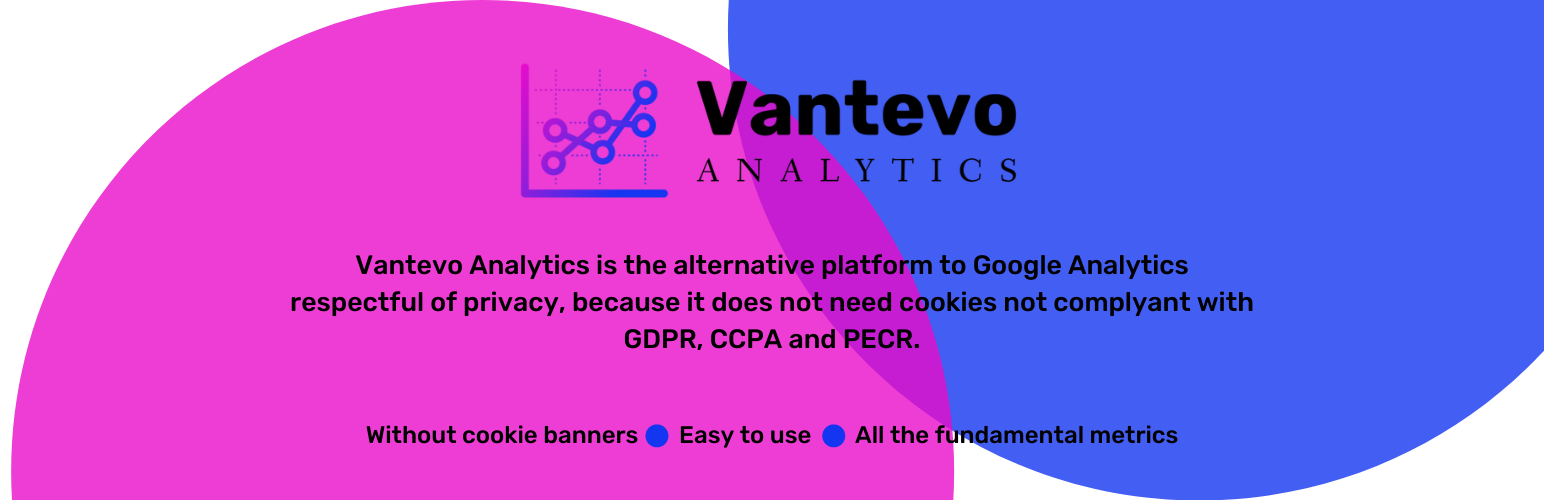 Vantevo
ANALYTICS
Vantevo Analytics is the alternative platform to Google Analytics
respectful of privacy, because it does not need cookies not complyant with
GDPR, CCPA and PECR.
Without cookie banners Easy to use All the fundamental metrics